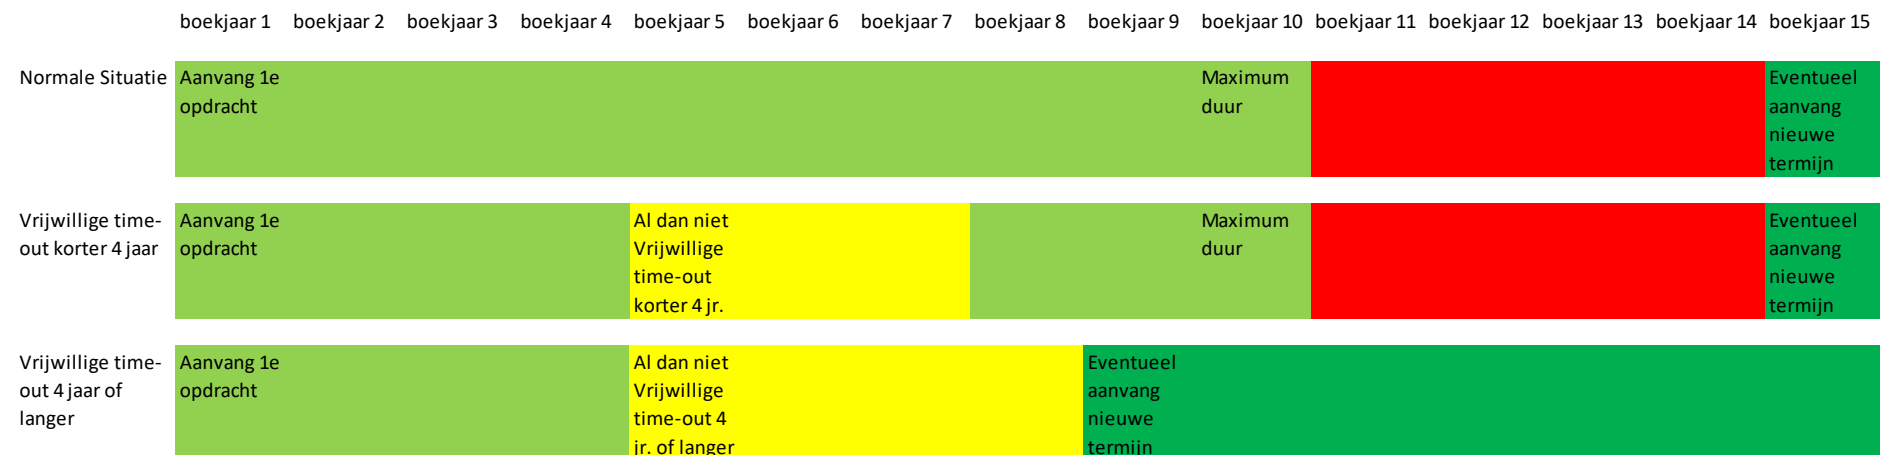 boekjaar 1 boekjaar 2 boekjaar 3 boekjaar 4 boekjaar 5 boekjaar 6 boekjaar 7 boekjaar 8 boekjaar 9 boekjaar 10 boekjaar 11 boekjaar 12 boekjaar 13 boekjaar 14 boekjaar 15
Normale Situatie Aanvang 1e Maximum Eventueel
opdracht duur aanvang
nieuwe
termijn
Vrijwillige time- Aanvang 1e Al dan niet Maximum Eventueel
out korter 4 jaar opdracht Vrijwillige duur aanvang
time-out nieuwe
korter 4 jr. termijn
Vrijwillige time- Aanvang 1e Al dan niet Eventueel
out 4 jaar of opdracht Vrijwillige aanvang
langer time-out 4 nieuwe
jr. of langer termijn